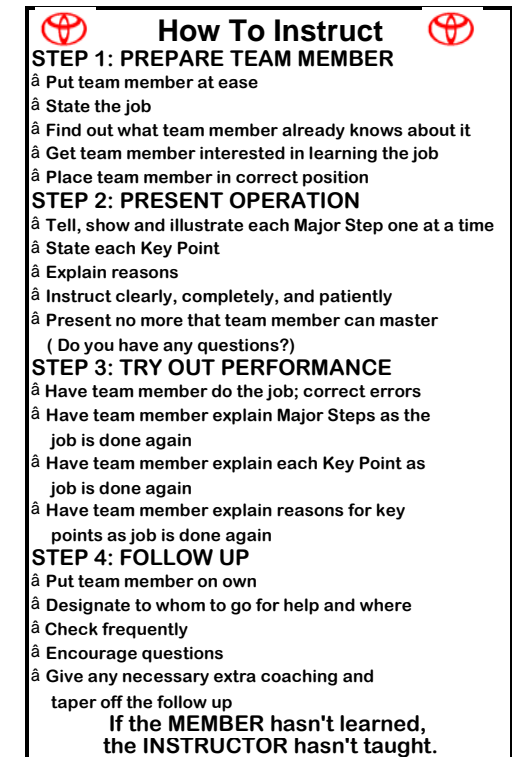 How To Instruct
STEP 1: PREPARE TEAM MEMBER
â Put team member at ease
â State the job
â Find out what team member already knows about it
â Get team member interested in learning the job
â Place team member in correct position
STEP 2: PRESENT OPERATION
â Tell, show and illustrate each Major Step one at a time
â State each Key Point
â Explain reasons
â Instruct clearly, completely, and patiently
â Present no more that team member can master
( Do you have any questions?)
STEP 3: TRY OUT PERFORMANCE
â Have team member do the job; correct errors
â Have team member explain Major Steps as the
job is done again
â Have team member explain each Key Point as
job is done again
â Have team member explain reasons for key
points as job is done again
STEP 4: FOLLOW UP
â Put team member on own
â Designate to whom to go for help and where
â Check frequently
â Encourage questions
â Give any necessary extra coaching and
taper off the follow up
If the MEMBER hasn't learned,
the INSTRUCTOR hasn't taught.